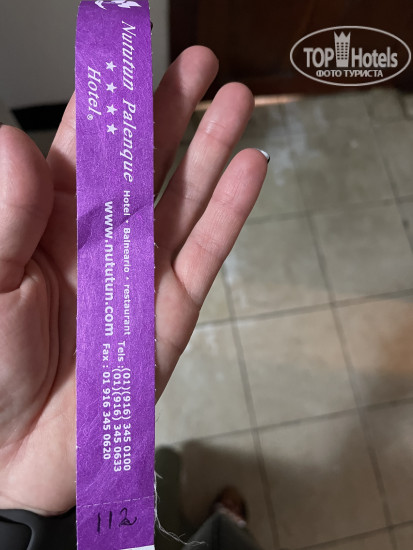 Nututun Palenque
★ ★ ★ ★
Hotel®
Hotel • Balneario • restaurant
www.nututun.com
Tels : (01)(916) 345 0100
(01)(916) 345 0633
Fax : 01 916 345 0620
112
TOP Hotels
ФОТО ТУРИСТА